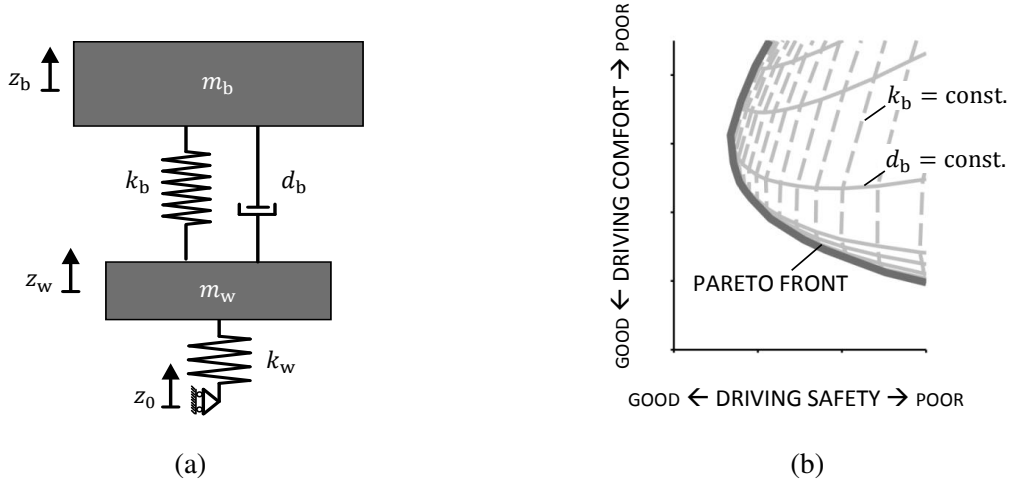 z_b
m_b
k_b
d_b
z_w
m_w
k_w
z_0
(a)
GOOD ← DRIVING COMFORT → POOR
k_b = const.
d_b = const.
PARETO FRONT
GOOD ← DRIVING SAFETY → POOR
(b)